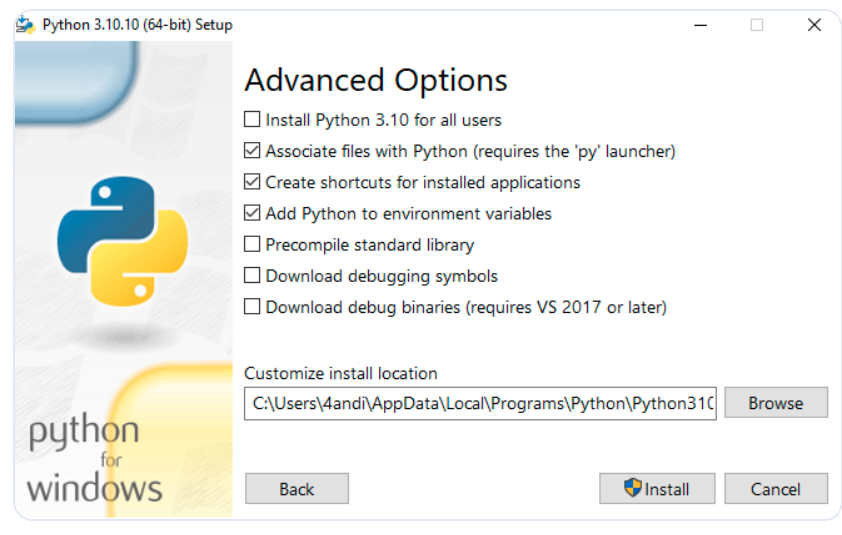 Python 3.10.10 (64-bit) Setup
Advanced Options
Install Python 3.10 for all users
Associate files with Python (requires the 'py' launcher)
Create shortcuts for installed applications
Add Python to environment variables
Precompile standard library
Download debugging symbols
Download debug binaries (requires VS 2017 or later)
Customize install location
C:\Users\4andi\AppData\Local\Programs\Python\Python310
Browse
python
for
windows
Back
Install
Cancel